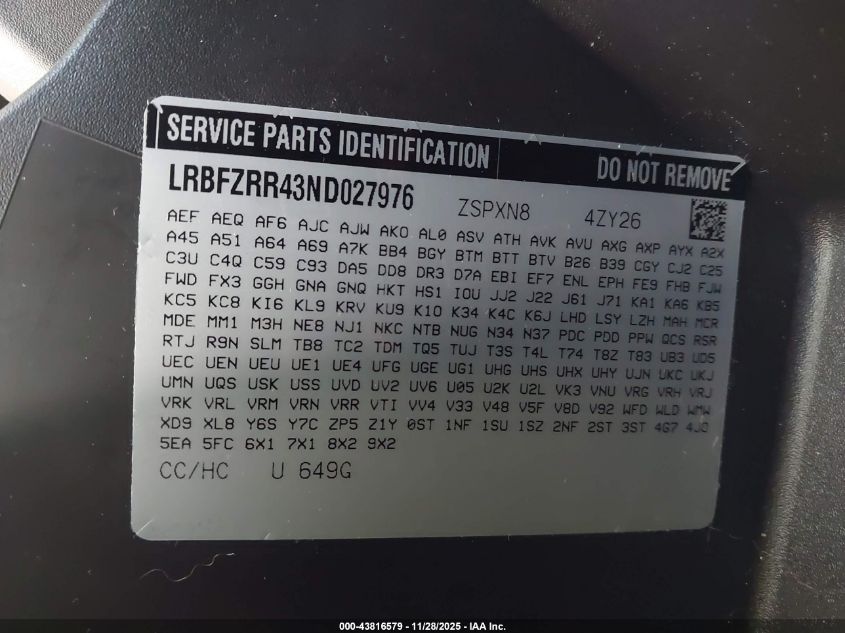 SERVICE PARTS IDENTIFICATION DO NOT REMOVE
LRBFZRR43ND027976 ZSPXN8 4ZY26
AEF AEQ AF6 AJC AJW AKO AL0 ASV ATH AVK AVU AXG AXP AYX A2X
A45 A51 A64 A69 A7K BB4 BGY BTM BTT BTV B26 B39 CGY CJ2 C25
C3U C4Q C59 C93 DA5 DD8 DR3 D7A EBI EF7 ENL EPH FE9 FHB FJW
FWD FX3 GGH GNA GNQ HKT HS1 IOU JJ2 J22 J61 J71 KA1 KA6 KB5
KC5 KC8 KI6 KL9 KRV KU9 K10 K34 K4C K6J LHD LSY LZH MAH MCR
MDE MM1 M3H NE8 NJ1 NKC NTB NUG N34 N37 PDC PDD PPW QCS RSR
RTJ R9N SLM TB8 TC2 TDM TQ5 TUJ T3S T4L T74 T8Z T83 UB3 UD5
UEC UEN UEU UE1 UE4 UFG UGE UG1 UHG UHS UHX UHY UJN UKC UKJ
UMN UQS USK USS UVD UV2 UV6 U05 U2K U2L VK3 VNU VRG VRH VRJ
VRK VRL VRM VRN VRR VTI VV4 V33 V48 V5F V8D V92 WFD WLD WMW
XD9 XL8 Y6S Y7C ZP5 Z1Y 0ST 1NF 1SU 1SZ 2NF 2ST 3ST 4G7 4JO
5EA 5FC 6X1 7X1 8X2 9X2
CC/HC U 649G
000-43816579 - 11/28/2025 - IAA Inc.